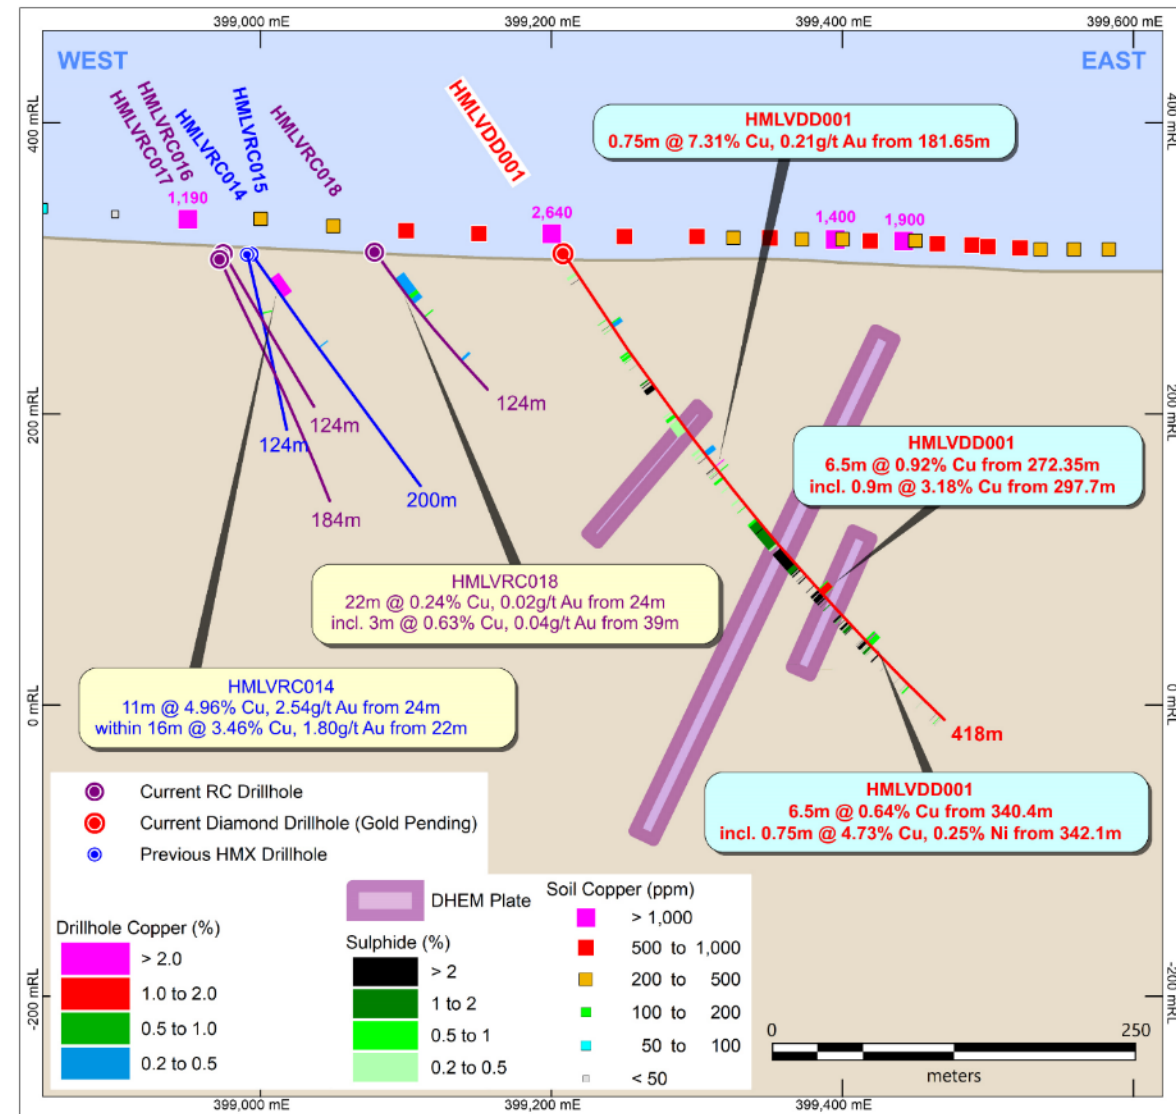 399,000 mE
399,200 mE
399,400 mE
399,600 mE
WEST
EAST
400 mRL
400 mRL
HMLVRC017
HMLVRC016
HMLVRC014
HMLVRC015
HMLVRC018
HMLVDD001
HMLVDD001
0.75m @ 7.31% Cu, 0.21g/t Au from 181.65m
1,190
2,640
1,400
1,900
200 mRL
200 mRL
124m
124m
184m
200m
124m
HMLVDD001
6.5m @ 0.92% Cu from 272.35m
incl. 0.9m @ 3.18% Cu from 297.7m
HMLVRC018
22m @ 0.24% Cu, 0.02g/t Au from 24m
incl. 3m @ 0.63% Cu, 0.04g/t Au from 39m
HMLVRC014
11m @ 4.96% Cu, 2.54g/t Au from 24m
within 16m @ 3.46% Cu, 1.80g/t Au from 22m
0 mRL
0 mRL
418m
HMLVDD001
6.5m @ 0.64% Cu from 340.4m
incl. 0.75m @ 4.73% Cu, 0.25% Ni from 342.1m
Current RC Drillhole
Current Diamond Drillhole (Gold Pending)
Previous HMX Drillhole
Drillhole Copper (%)
> 2.0
1.0 to 2.0
0.5 to 1.0
0.2 to 0.5
DHEM Plate
Sulphide (%)
> 2
1 to 2
0.5 to 1
0.2 to 0.5
Soil Copper (ppm)
> 1,000
500 to 1,000
200 to 500
100 to 200
50 to 100
< 50
-200 mRL
-200 mRL
0 250
meters
399,000 mE
399,200 mE
399,400 mE